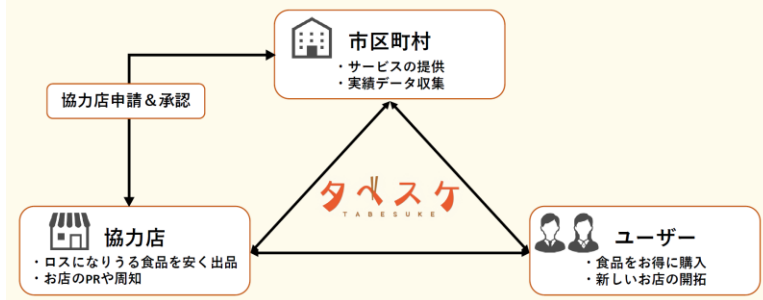 市区町村
・サービスの提供
・実績データ収集
協力店申請＆承認
タベスケ
TABESUKE
協力店
・ロスになりうる食品を安く出品
・お店のPRや周知
ユーザー
・食品をお得に購入
・新しいお店の開拓